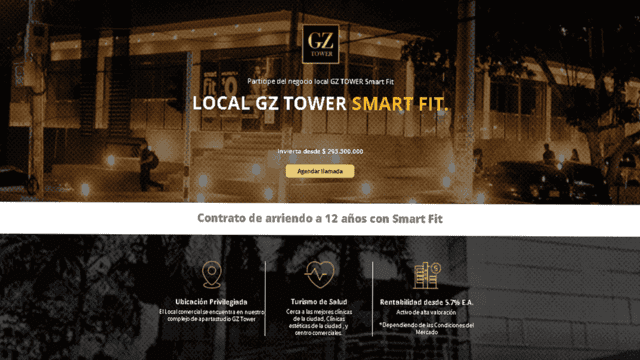 GZ
TOWER
Participe del negocio local GZ TOWER Smart Fit
LOCAL GZ TOWER SMART FIT.
Invierta desde $ 293.300.000
Agendar llamada
Contrato de arriendo a 12 años con Smart Fit
Ubicación Privilegiada
El Local comercial se encuentra en nuestro
complejo de apartastudio GZ Tower
Turismo de Salud
Cerca a las mejores clínicas
de la ciudad, Clínicas
estéticas de la ciudad , y
centro comerciales.
Rentabilidad desde 5.7% E.A.
Activo de alta valoración
*Dependiendo de las Condiciones del
Mercado